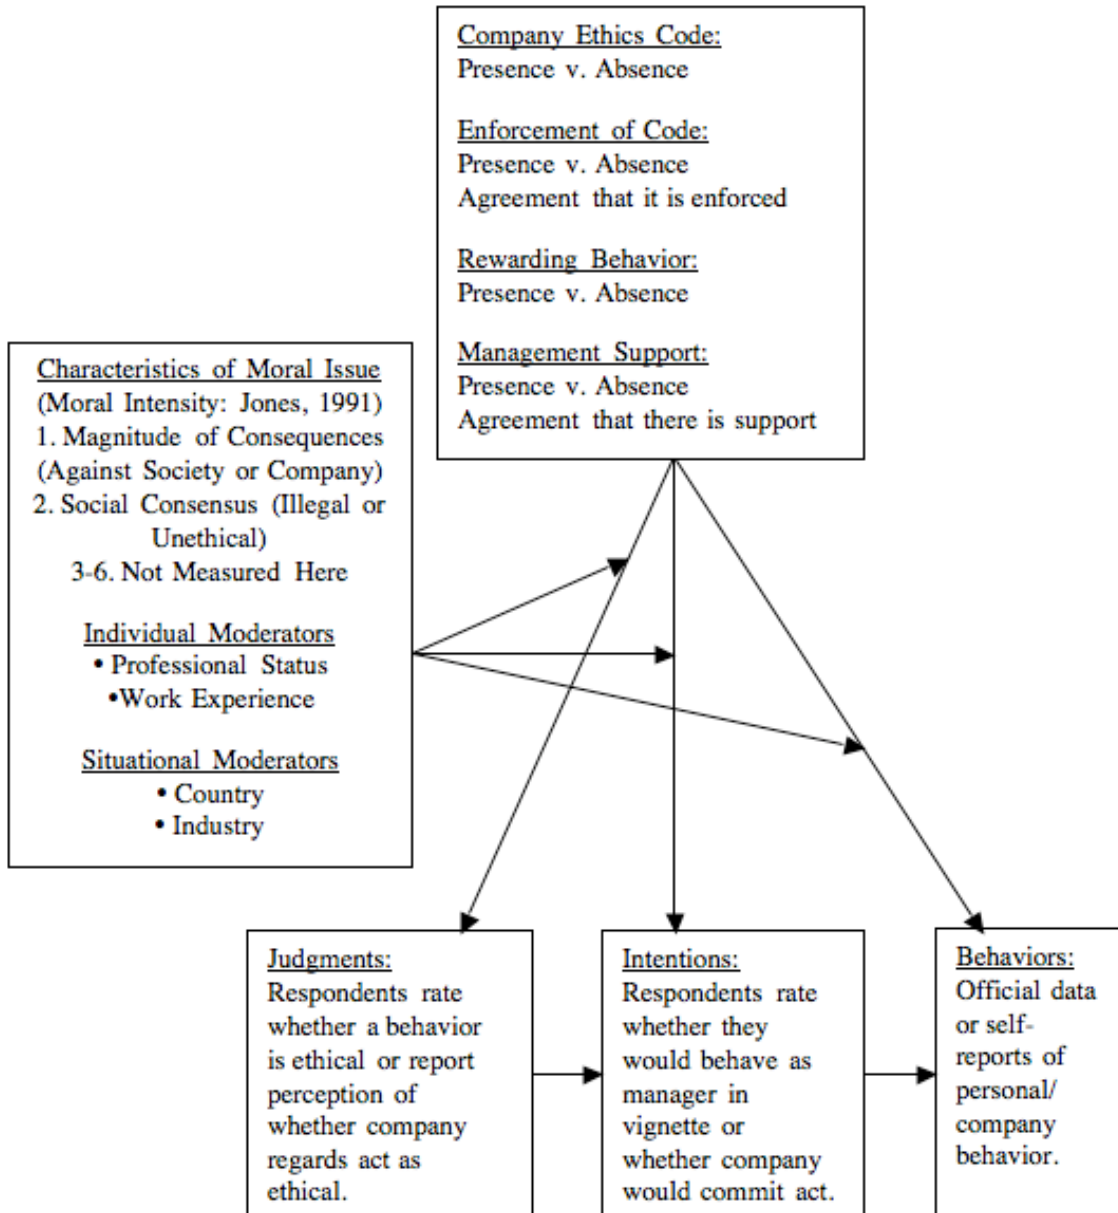 Company Ethics Code:
Presence v. Absence
Enforcement of Code:
Presence v. Absence
Agreement that it is enforced
Rewarding Behavior:
Presence v. Absence
Management Support:
Presence v. Absence
Agreement that there is support
Characteristics of Moral Issue
(Moral Intensity: Jones, 1991)
1. Magnitude of Consequences
(Against Society or Company)
2. Social Consensus (Illegal or
Unethical)
3-6. Not Measured Here
Individual Moderators
• Professional Status
•Work Experience
Situational Moderators
• Country
• Industry
Judgments:
Respondents rate
whether a behavior
is ethical or report
perception of
whether company
regards act as
ethical.
Intentions:
Respondents rate
whether they
would behave as
manager in
vignette or
whether company
would commit act.
Behaviors:
Official data
or self-
reports of
personal/
company
behavior.